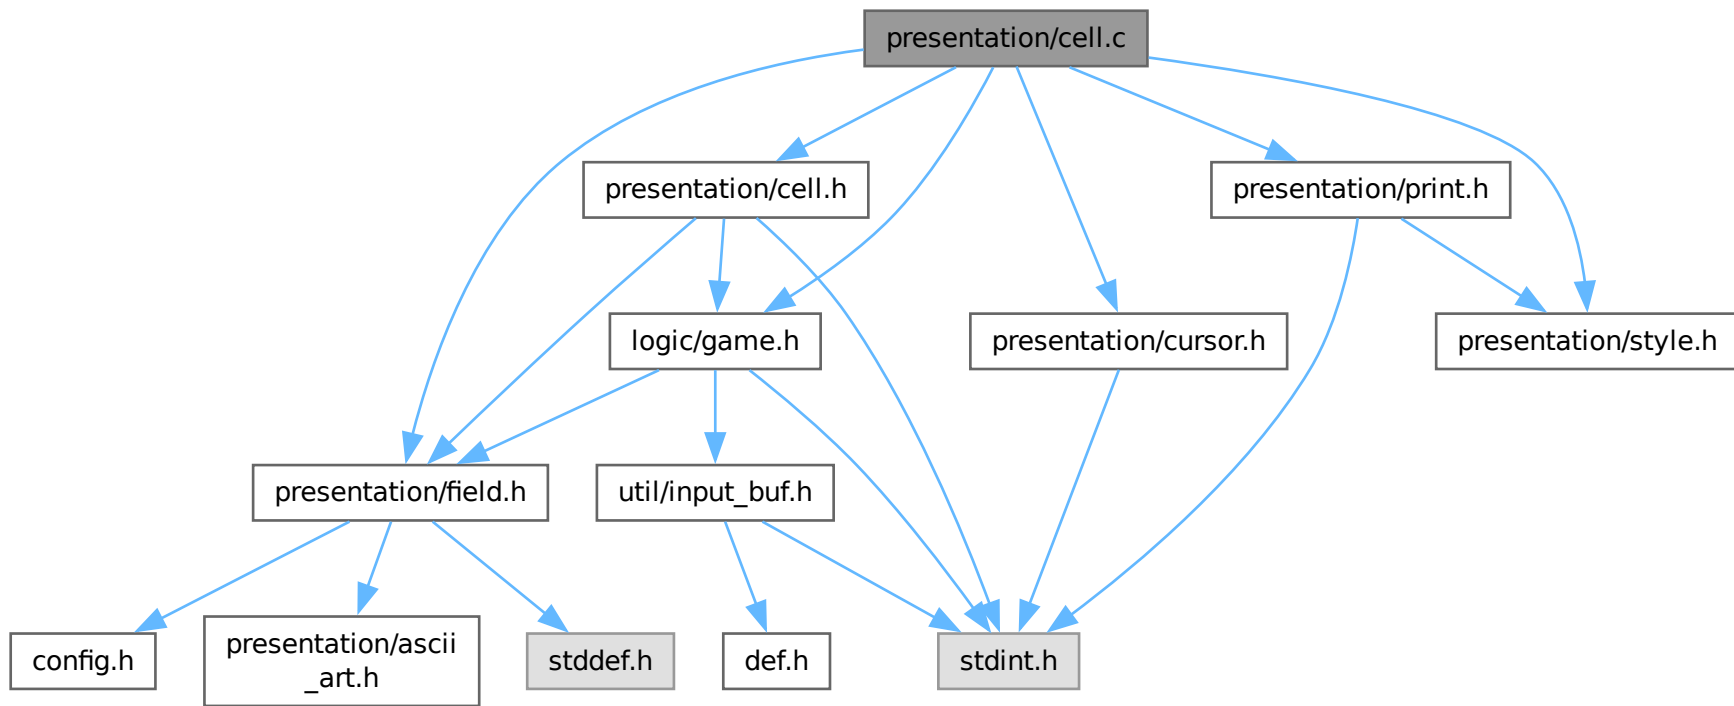 presentation/cell.c
presentation/cell.h
presentation/print.h
logic/game.h
presentation/cursor.h
presentation/style.h
presentation/field.h
util/input_buf.h
config.h
presentation/ascii
_art.h
stddef.h
def.h
stdint.h